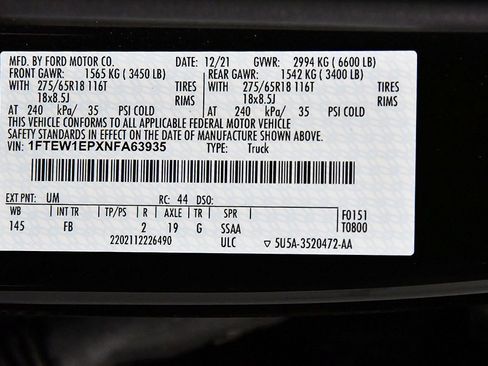 MFD. BY FORD MOTOR CO. DATE: 12/21 GVWR: 2994 KG ( 6600 LB)
FRONT GAWR: 1565 KG ( 3450 LB) REAR GAWR: 1542 KG ( 3400 LB)
WITH 275/65R18 116T TIRES WITH 275/65R18 116T TIRES
18x8.5J RIMS 18x8.5J RIMS
AT 240 kPa/ 35 PSI COLD AT 240 kPa/ 35 PSI COLD
THIS VEHICLE CONFORMS TO ALL APPLICABLE FEDERAL MOTOR VEHICLE
SAFETY STANDARDS IN EFFECT ON THE DATE OF MANUFACTURE SHOWN ABOVE.
VIN: 1FTEW1EPXNFA63935 TYPE: Truck
EXT PNT: UM RC: 44 DSO:
WB INT TR TP/PS R AXLE TR SPR F0151
145 FB 2 19 G SSAA T0800
2202112226490 ULC ▽ 5U5A-3520472-AA